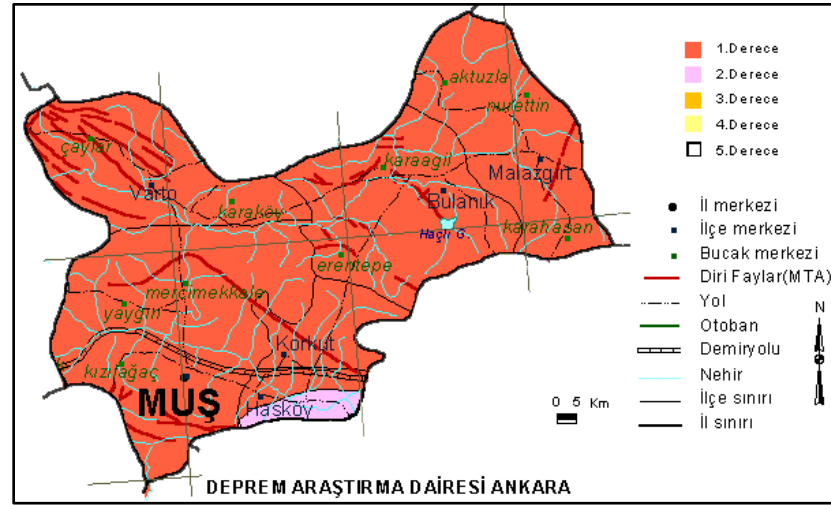 aktuzla
nurettin
çaylar
karaagıl
Malazgirt
Varto
Bulanık
karaköy
Haçlı G.
karahasan
erentepe
mercimekkale
yaygın
Korkut
kızılağaç
MUŞ
Hasköy
1.Derece
2.Derece
3.Derece
4.Derece
5.Derece
İl merkezi
İlçe merkezi
Bucak merkezi
Diri Faylar(MTA)
Yol
Otoban
Demiryolu
Nehir
İlçe sınırı
İl sınırı
N
0 5 Km
DEPREM ARAŞTIRMA DAİRESİ ANKARA